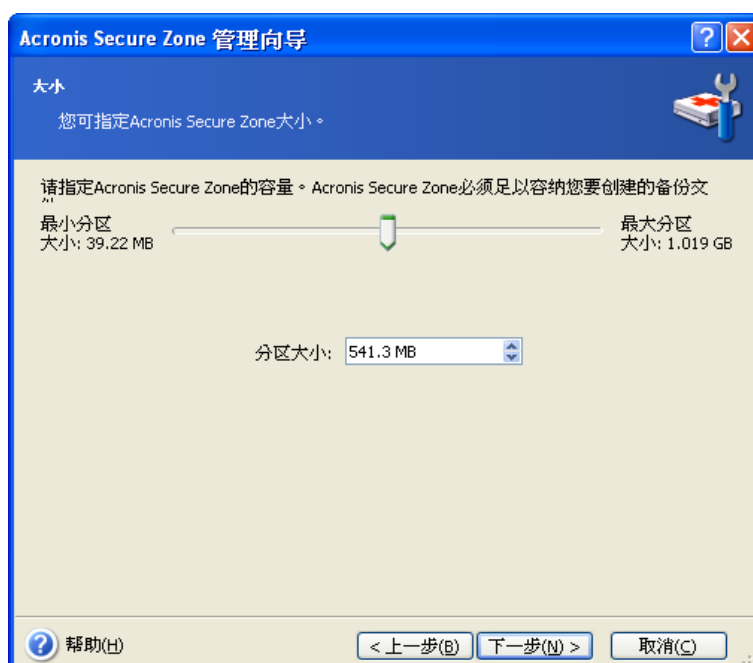 Acronis Secure Zone 管理向导
大小
您可指定Acronis Secure Zone大小。
请指定Acronis Secure Zone的容量。Acronis Secure Zone必须足以容纳您要创建的备份文
最小分区
大小: 39.22 MB
最大分区
大小: 1.019 GB
分区大小:
541.3 MB
帮助(H)
< 上一步(B)
下一步(N) >
取消(C)